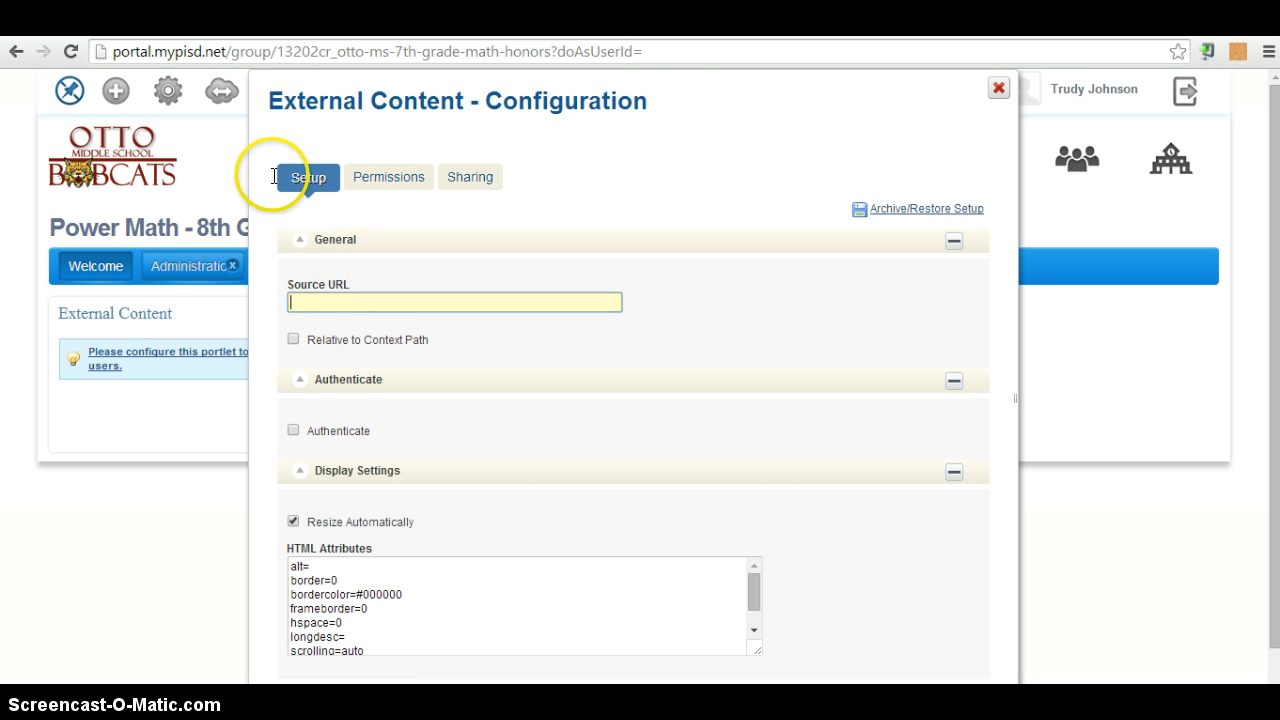 portal.mypisd.net/group/13202cr_otto-ms-7th-grade-math-honors?doAsUserId=
External Content - Configuration
Trudy Johnson
OTTO
MIDDLE SCHOOL
BOBCATS
Setup
Permissions
Sharing
Archive/Restore Setup
Power Math - 8th G
General
Welcome
Administratio
Source URL
External Content
Relative to Context Path
Please configure this portlet to
users.
Authenticate
Authenticate
Display Settings
Resize Automatically
HTML Attributes
alt=
border=0
bordercolor=#000000
frameborder=0
hspace=0
longdesc=
scrolling=auto
Screencast-O-Matic.com